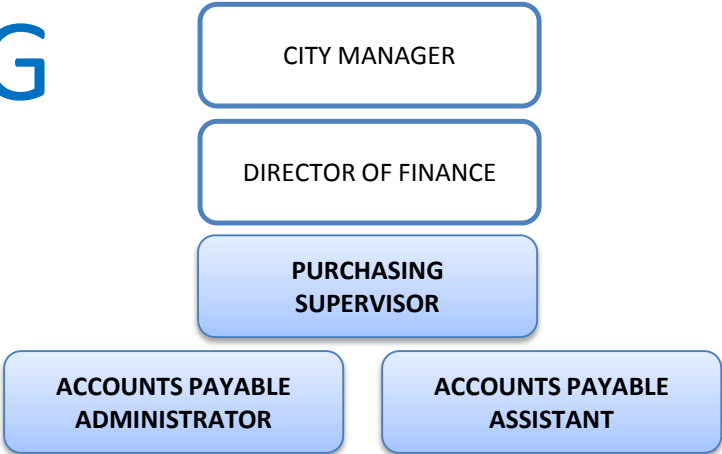 G
CITY MANAGER
DIRECTOR OF FINANCE
PURCHASING
SUPERVISOR
ACCOUNTS PAYABLE
ADMINISTRATOR
ACCOUNTS PAYABLE
ASSISTANT